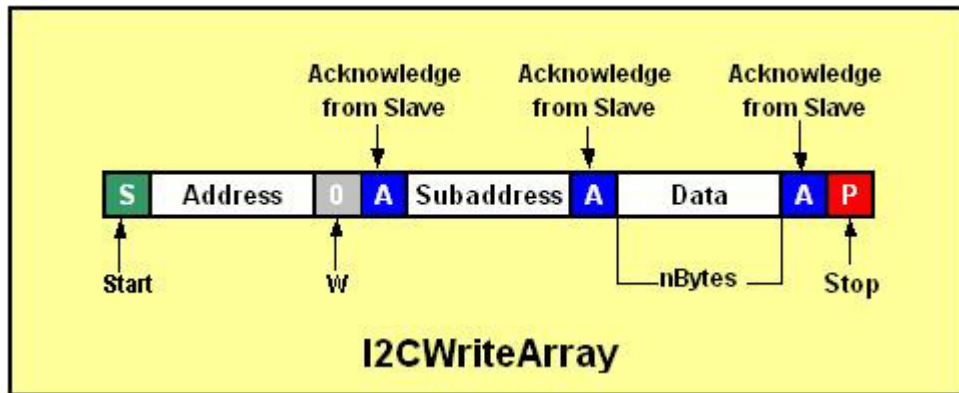 Acknowledge from Slave
Acknowledge from Slave
Acknowledge from Slave
S Address 0 A Subaddress A Data A P
Start W nBytes Stop
I2CWriteArray